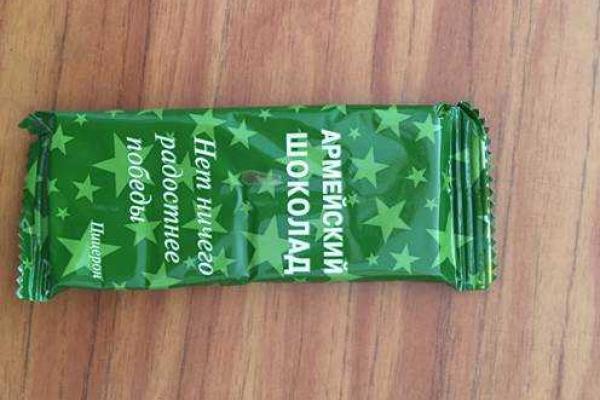 АРМЕЙСКИЙ
ШОКОЛАД
Нет ничего
радостнее
победы
Цицерон